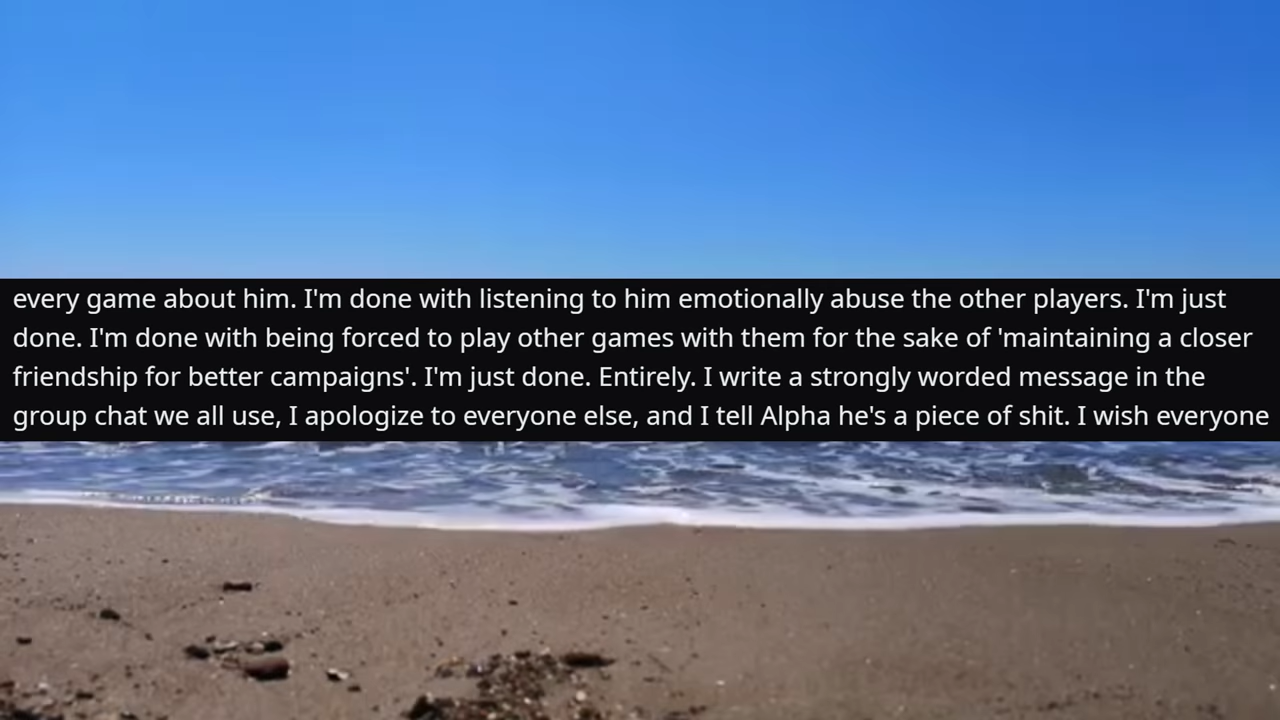 every game about him. I'm done with listening to him emotionally abuse the other players. I'm just
done. I'm done with being forced to play other games with them for the sake of 'maintaining a closer
friendship for better campaigns'. I'm just done. Entirely. I write a strongly worded message in the
group chat we all use, I apologize to everyone else, and I tell Alpha he's a piece of shit. I wish everyone